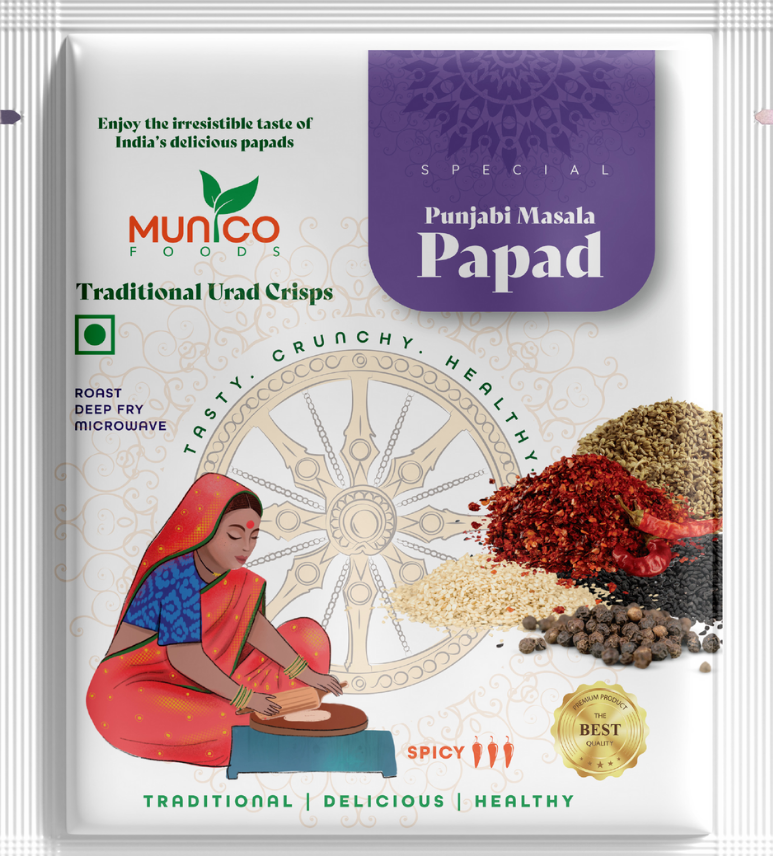 Enjoy the irresistible taste of
India's delicious papads
MUNICO
FOODS
Traditional Urad Crisps
SPECIAL
Punjabi Masala
Papad
ROAST
DEEP FRY
MICROWAVE
TASTY. CRUNCHY. HEALTHY
PREMIUM PRODUCT
THE
BEST
QUALITY
SPICY
TRADITIONAL | DELICIOUS | HEALTHY